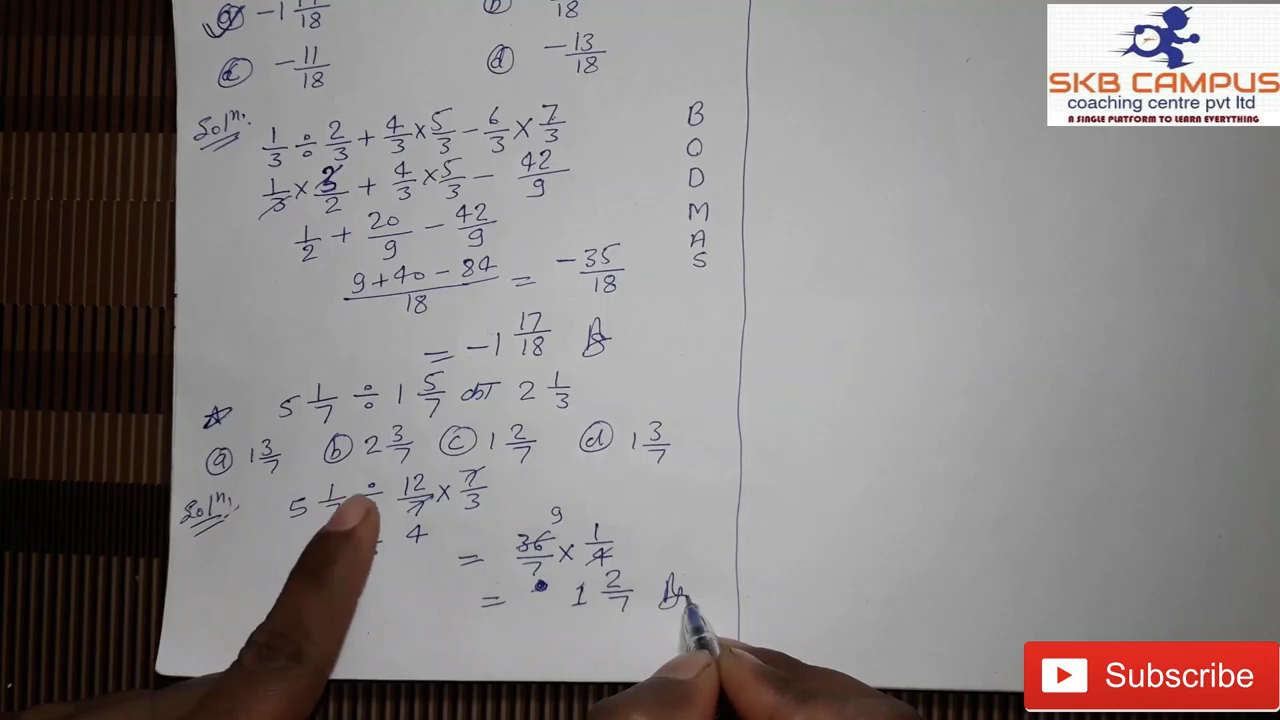 (a) -1 17/18 (b) /18
(c) -11/18 (d) -13/18
Solⁿ. 1/3 ÷ 2/3 + 4/3 × 5/3 - 6/3 × 7/3
1/3 × 3/2 + 4/3 × 5/3 - 42/9
1/2 + 20/9 - 42/9
9 + 40 - 84/18 = -35/18
= -1 17/18
B
O
D
M
A
S
5 1/7 ÷ 1 5/7 का 2 1/3
(a) 1 3/7 (b) 2 3/7 (c) 1 2/7 (d) 1 3/7
Solⁿ. 5 1/7 ÷ 12/7 × 7/3
4
9
= 36/7 × 1/4
= 1 2/7
SKB CAMPUS
coaching centre pvt ltd
A SINGLE PLATFORM TO LEARN EVERYTHING
Subscribe